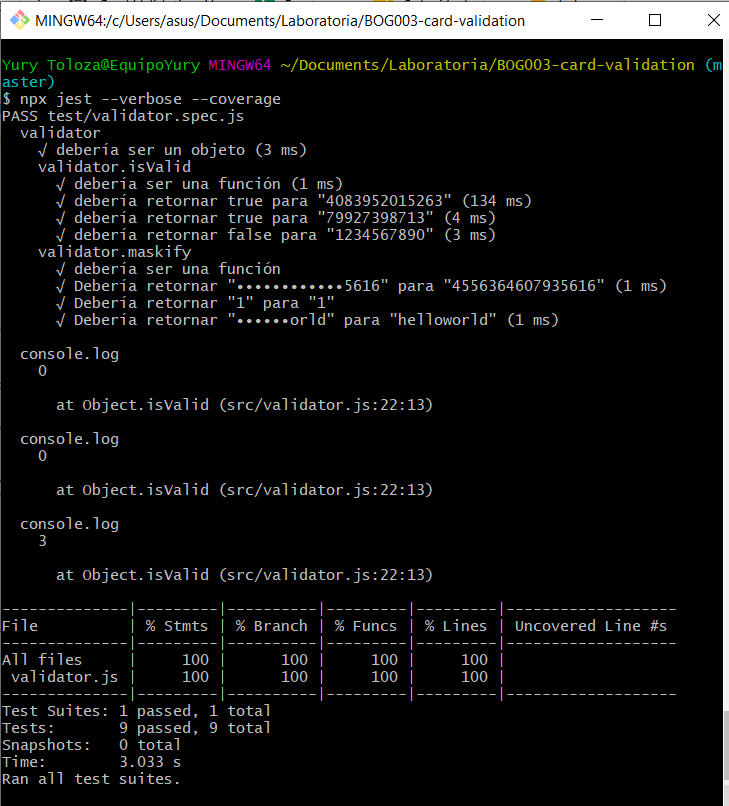 MINGW64:/c/Users/asus/Documents/Laboratoria/BOG003-card-validation
Yury Toloza@EquipoYury MINGW64 ~/Documents/Laboratoria/BOG003-card-validation (m
aster)
$ npx jest --verbose --coverage
PASS test/validator.spec.js
  validator
    √ debería ser un objeto (3 ms)
    validator.isValid
      √ debería ser una función (1 ms)
      √ debería retornar true para "4083952015263" (134 ms)
      √ debería retornar true para "79927398713" (4 ms)
      √ debería retornar false para "1234567890" (3 ms)
    validator.maskify
      √ debería ser una función
      √ Debería retornar "••••••••••••5616" para "4556364607935616" (1 ms)
      √ Debería retornar "1" para "1"
      √ Debería retornar "••••••orld" para "helloworld" (1 ms)
  console.log
    0
      at Object.isValid (src/validator.js:22:13)
  console.log
    0
      at Object.isValid (src/validator.js:22:13)
  console.log
    3
      at Object.isValid (src/validator.js:22:13)
--------------|---------|----------|---------|---------|-------------------
File          | % Stmts | % Branch | % Funcs | % Lines | Uncovered Line #s
--------------|---------|----------|---------|---------|-------------------
All files     |     100 |      100 |     100 |     100 |
 validator.js |     100 |      100 |     100 |     100 |
--------------|---------|----------|---------|---------|-------------------
Test Suites: 1 passed, 1 total
Tests:       9 passed, 9 total
Snapshots:   0 total
Time:        3.033 s
Ran all test suites.